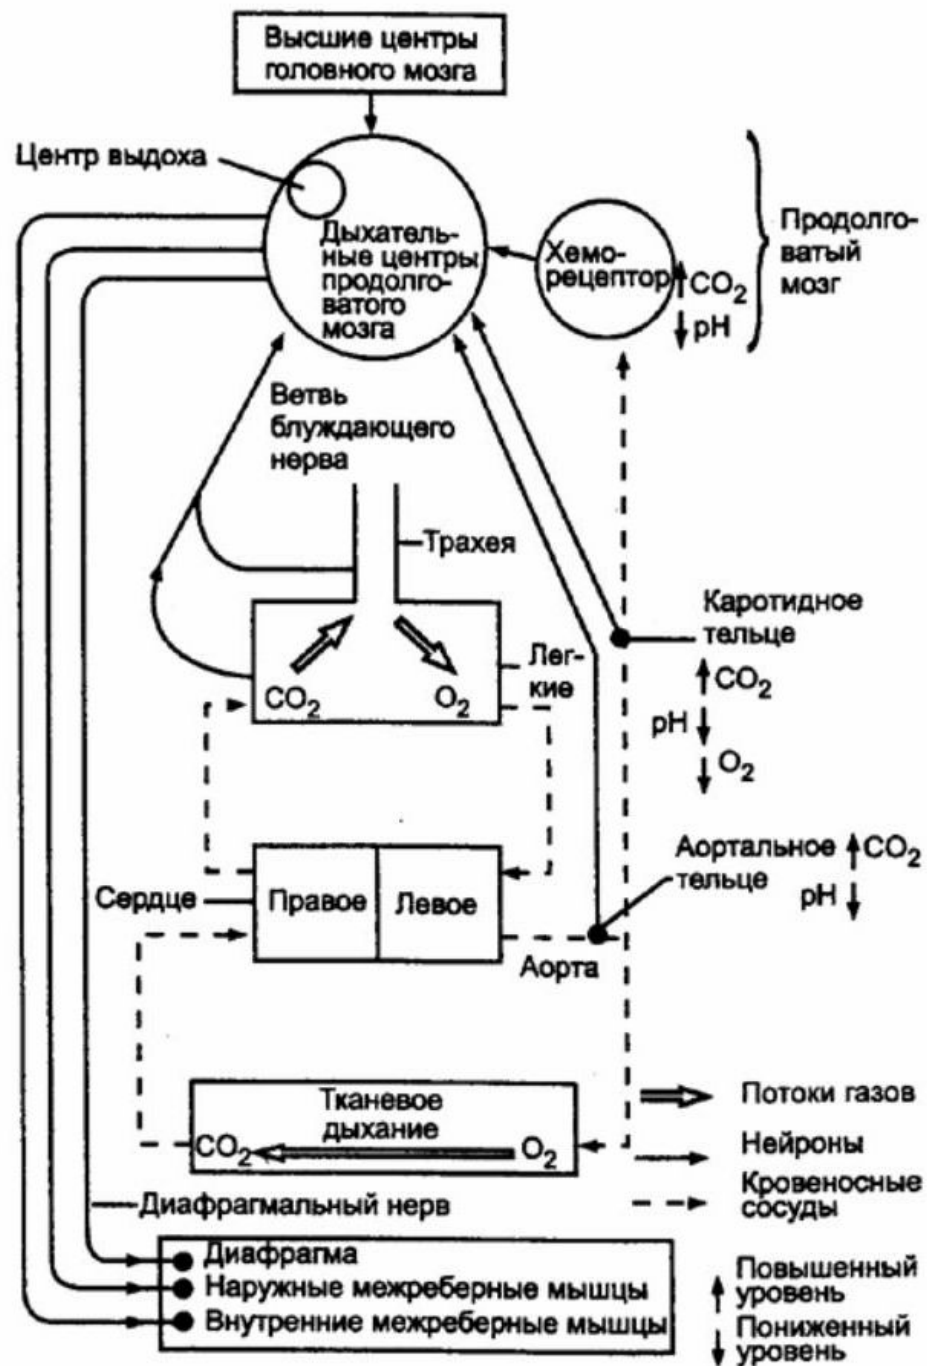 Высшие центры
головного мозга
Центр выдоха
Дыхатель-
ные центры
продолго-
ватого
мозга
Хемо-
рецептор
↑CO₂
↓pH
Продолго-
ватый
мозг
Ветвь
блуждающего
нерва
Трахея
Лег-
кие
CO₂
O₂
Каротидное
тельце
↑CO₂
pH↓
↓O₂
Аортальное
тельце
↑CO₂
pH↓
Сердце
Правое
Левое
Аорта
Тканевое
дыхание
CO₂
O₂
Диафрагмальный нерв
Диафрагма
Наружные межреберные мышцы
Внутренние межреберные мышцы
Потоки газов
Нейроны
Кровеносные
сосуды
Повышенный
уровень
Пониженный
уровень